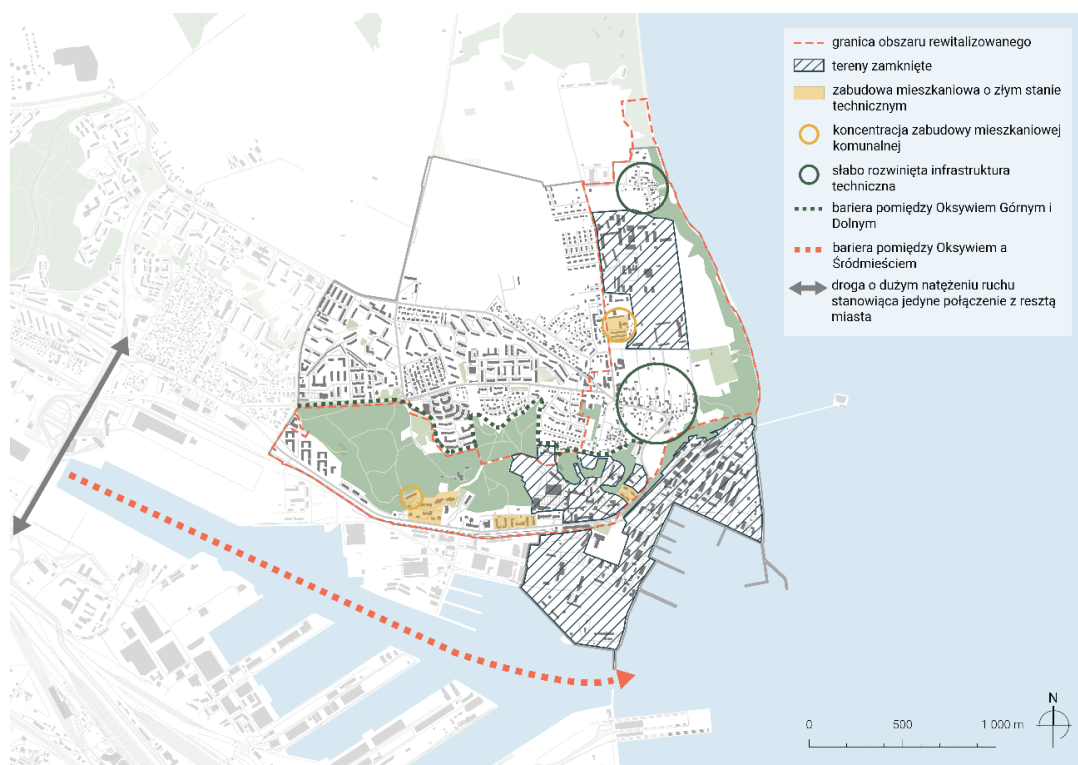 granica obszaru rewitalizowanego
tereny zamknięte
zabudowa mieszkaniowa o złym stanie
technicznym
koncentracja zabudowy mieszkaniowej
komunalnej
słabo rozwinięta infrastruktura
techniczna
bariera pomiędzy Oksywiem Górnym i
Dolnym
bariera pomiędzy Oksywiem a
Śródmieściem
droga o dużym natężeniu ruchu
stanowiąca jedyne połączenie z resztą
miasta
N
0 500 1 000 m